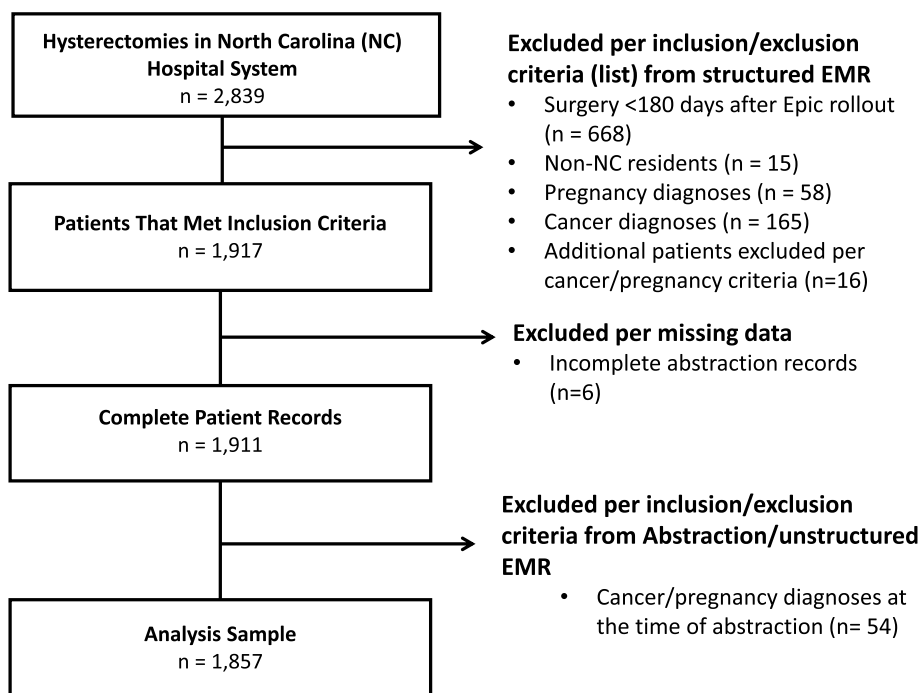 Hysterectomies in North Carolina (NC)
Hospital System
n = 2,839
Excluded per inclusion/exclusion
criteria (list) from structured EMR
• Surgery <180 days after Epic rollout
(n = 668)
• Non-NC residents (n = 15)
• Pregnancy diagnoses (n = 58)
• Cancer diagnoses (n = 165)
• Additional patients excluded per
cancer/pregnancy criteria (n=16)
Patients That Met Inclusion Criteria
n = 1,917
Excluded per missing data
• Incomplete abstraction records
(n=6)
Complete Patient Records
n = 1,911
Excluded per inclusion/exclusion
criteria from Abstraction/unstructured
EMR
• Cancer/pregnancy diagnoses at
the time of abstraction (n= 54)
Analysis Sample
n = 1,857